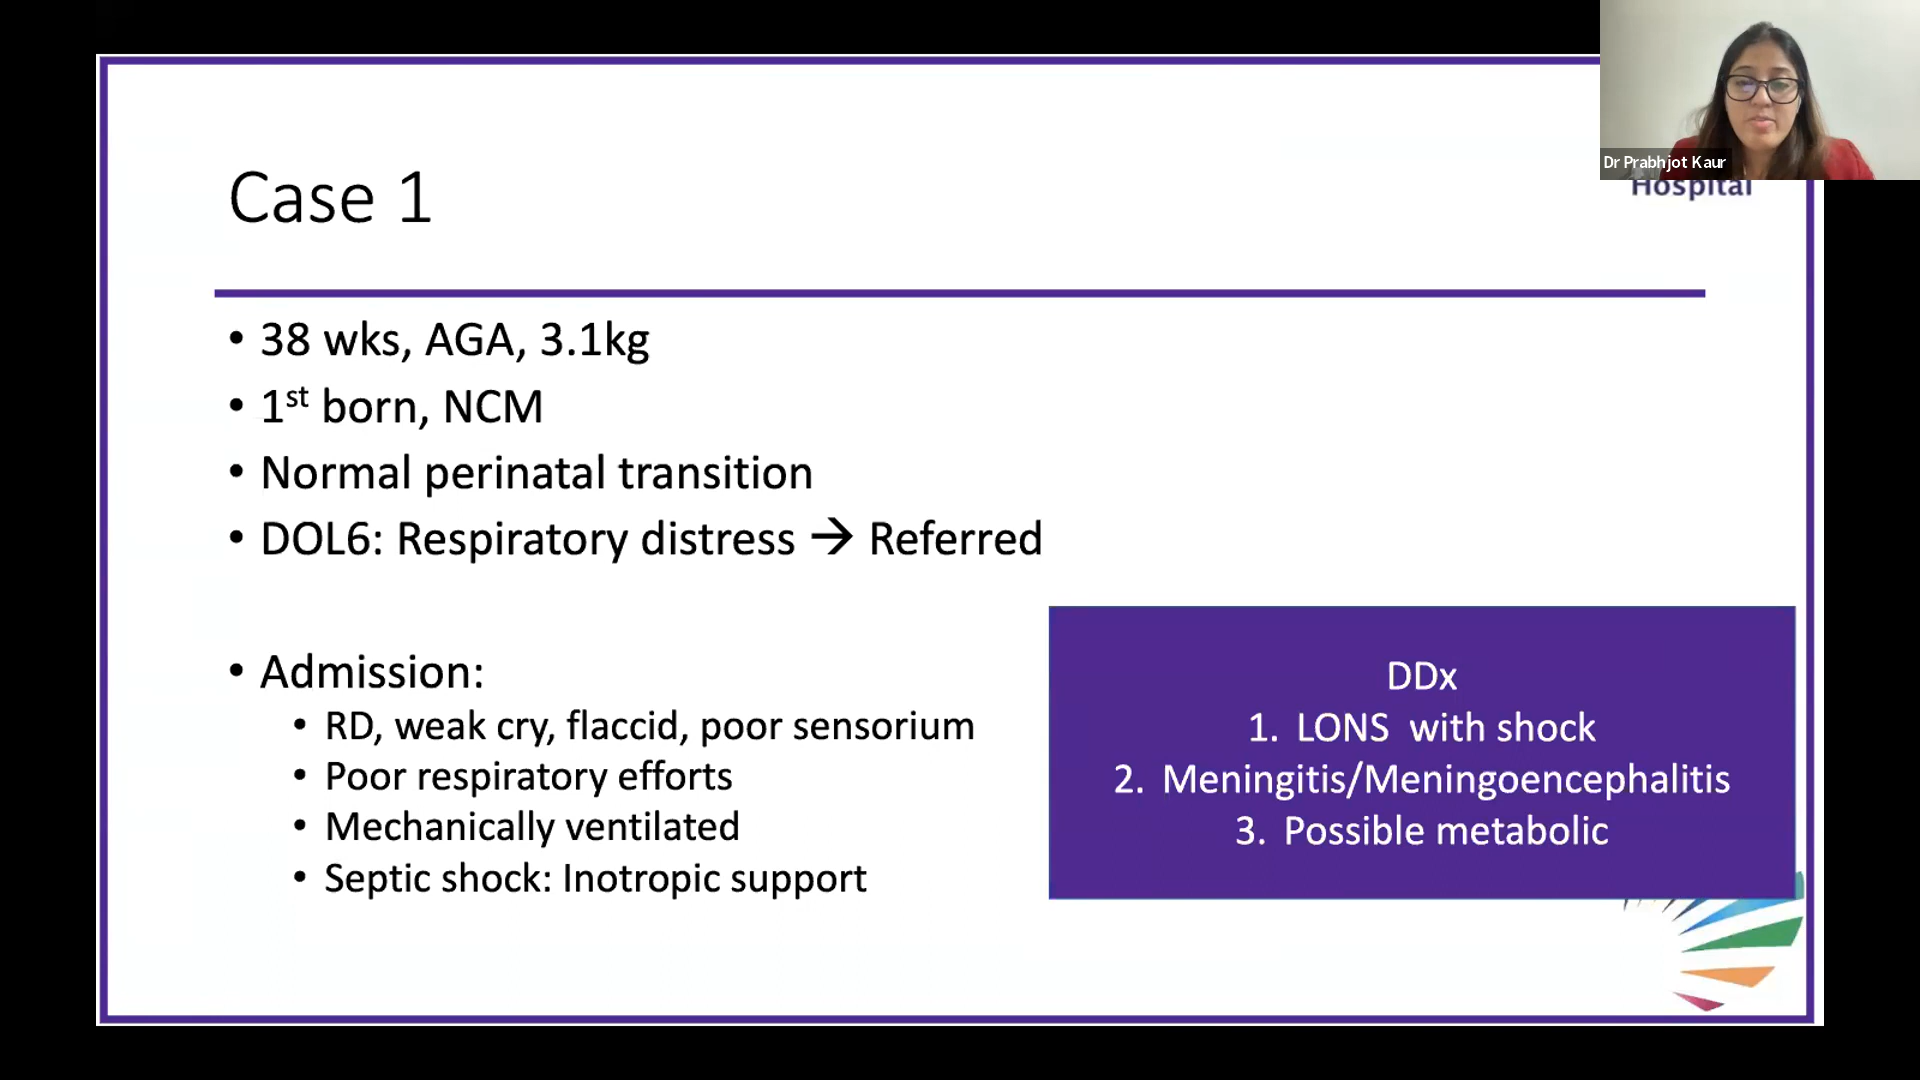 Dr Prabhjot Kaur
Hospital
Case 1
• 38 wks, AGA, 3.1kg
• 1st born, NCM
• Normal perinatal transition
• DOL6: Respiratory distress → Referred
• Admission:
• RD, weak cry, flaccid, poor sensorium
• Poor respiratory efforts
• Mechanically ventilated
• Septic shock: Inotropic support
DDx
1. LONS with shock
2. Meningitis/Meningoencephalitis
3. Possible metabolic